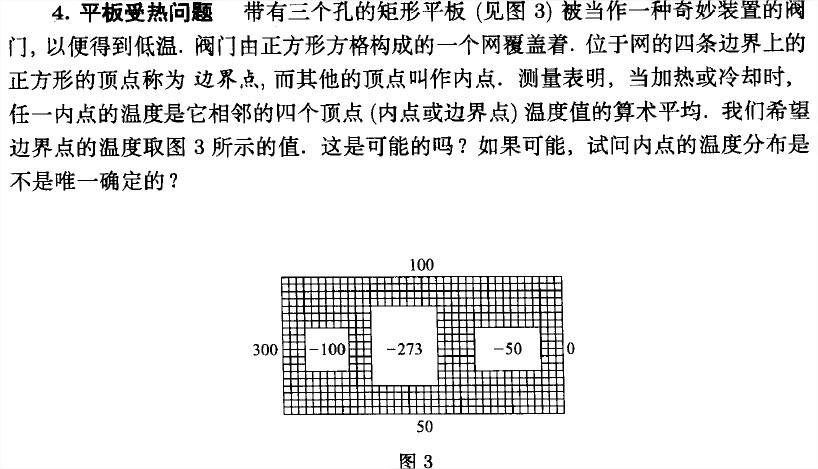 4. 平板受热问题 带有三个孔的矩形平板 (见图 3) 被当作一种奇妙装置的阀
门, 以便得到低温. 阀门由正方形方格构成的一个网覆盖着. 位于网的四条边界上的
正方形的顶点称为 边界点, 而其他的顶点叫作内点. 测量表明, 当加热或冷却时,
任一内点的温度是它相邻的四个顶点 (内点或边界点) 温度值的算术平均. 我们希望
边界点的温度取图 3 所示的值. 这是可能的吗? 如果可能, 试问内点的温度分布是
不是唯一确定的?
100
300 -100 -273 -50 0
50
图 3